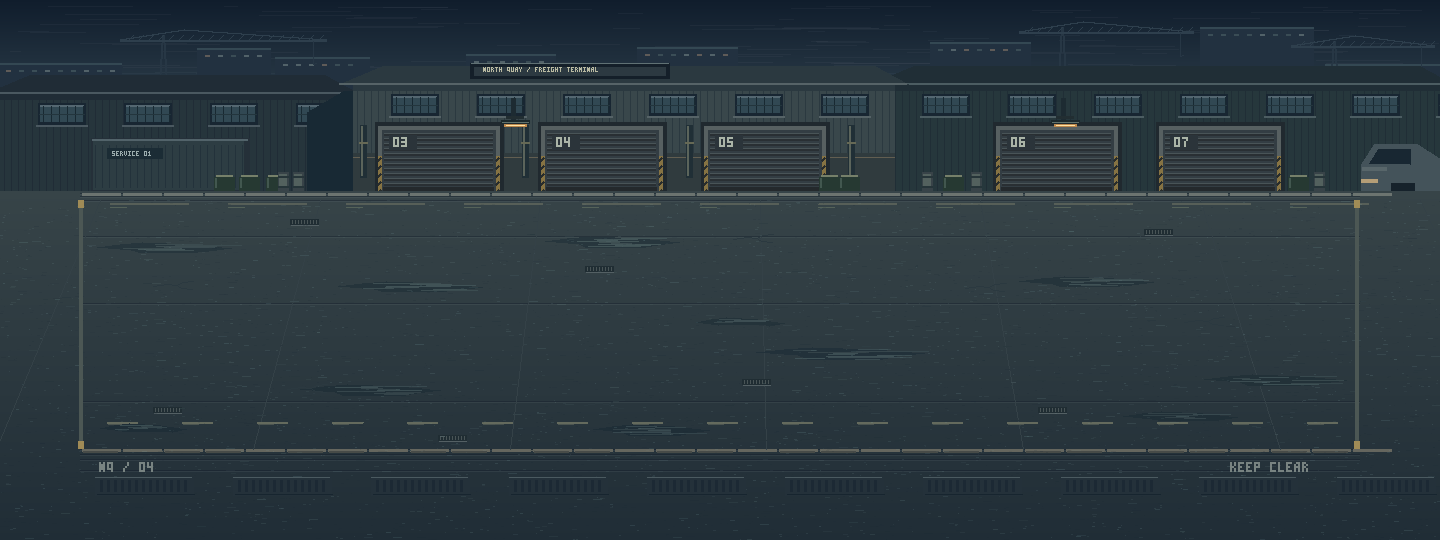 NORTH QUAY / FREIGHT TERMINAL
03
04
05
06
07
SERVICE 01
NQ / 04
KEEP CLEAR